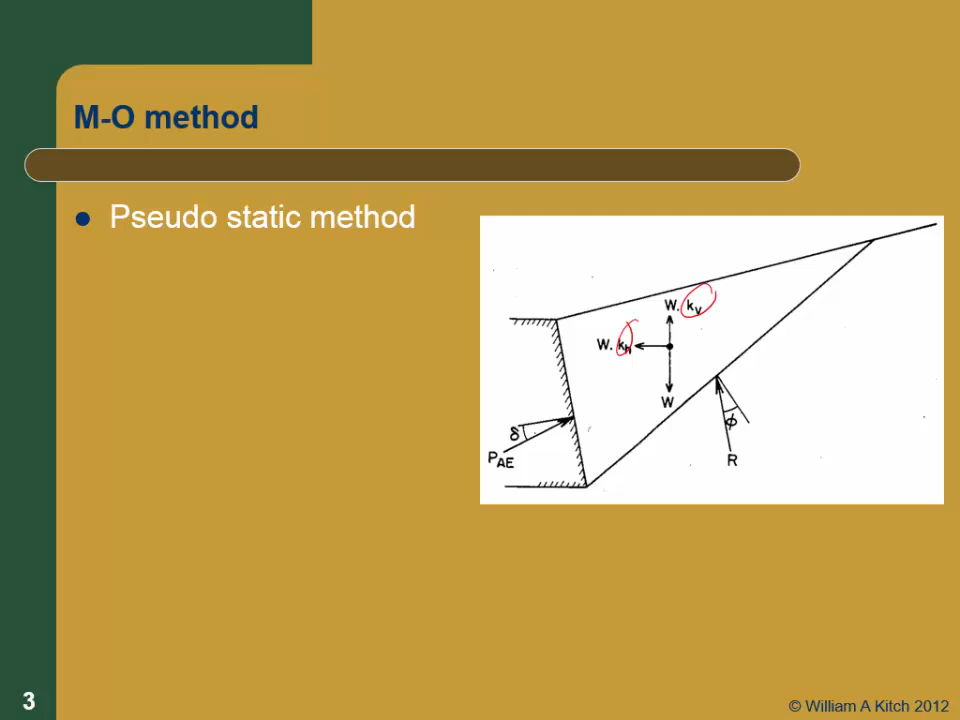 M-O method
Pseudo static method
W. kv
W. kh
W
δ
PAE
φ
R
3
© William A Kitch 2012